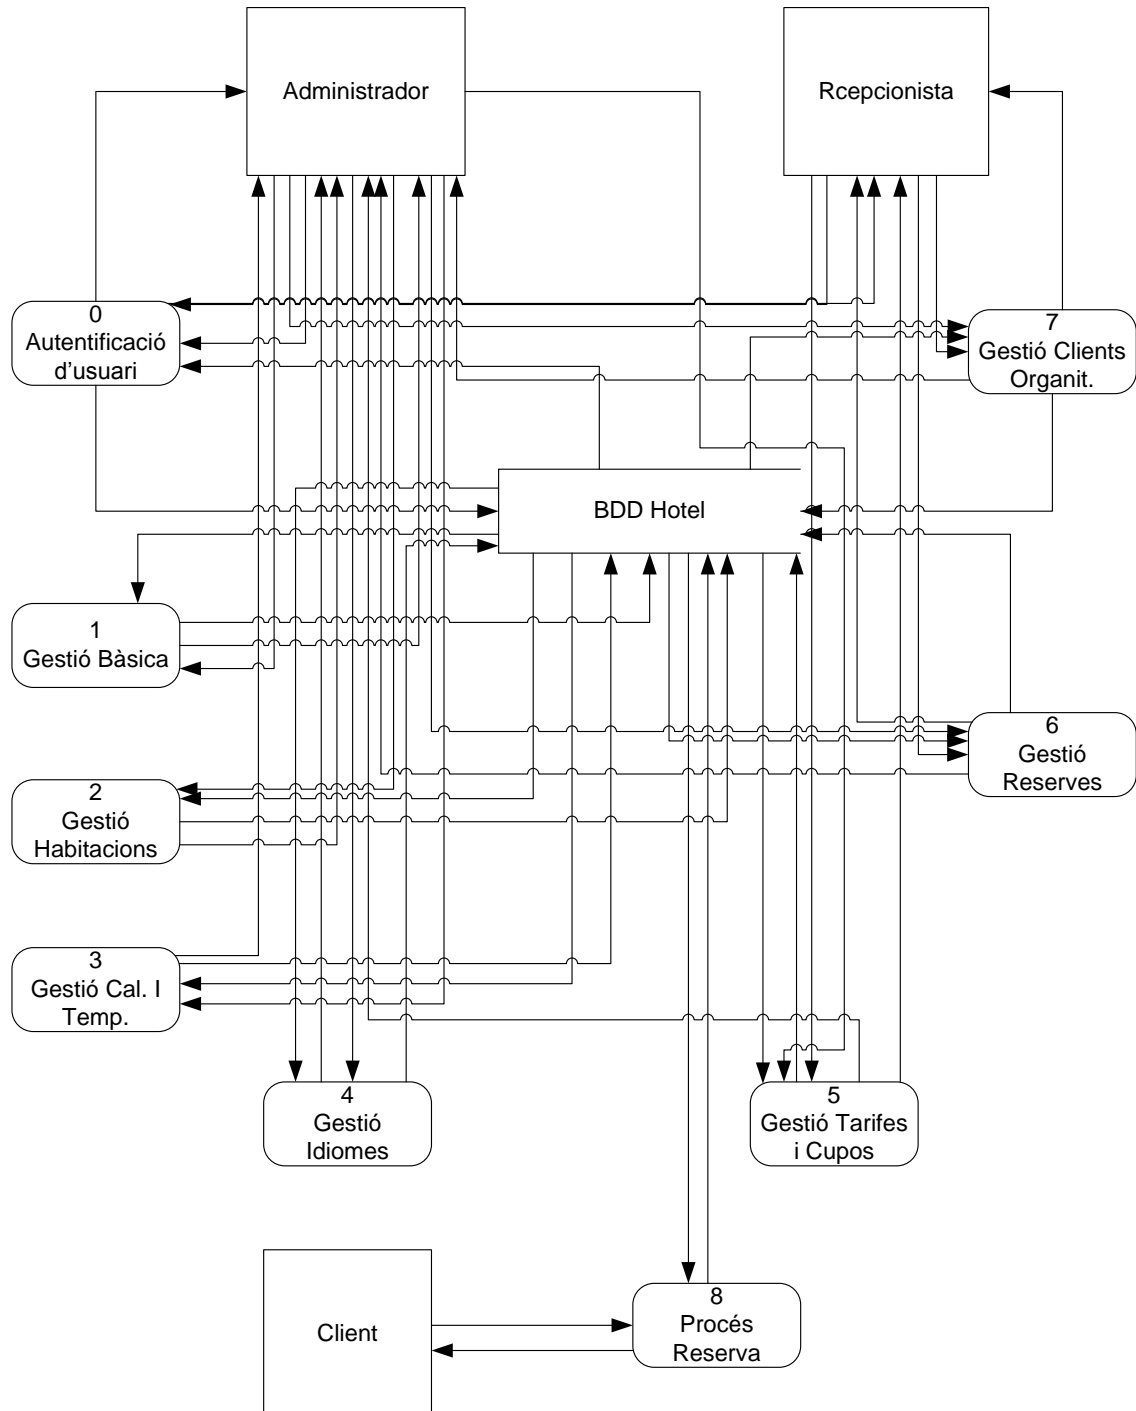 Administrador
Rcepcionista
0
Autentificació
d'usuari
7
Gestió Clients
Organit.
BDD Hotel
1
Gestió Bàsica
6
Gestió
Reserves
2
Gestió
Habitacions
3
Gestió Cal. I
Temp.
4
Gestió
Idiomes
5
Gestió Tarifes
i Cupos
Client
8
Procés
Reserva